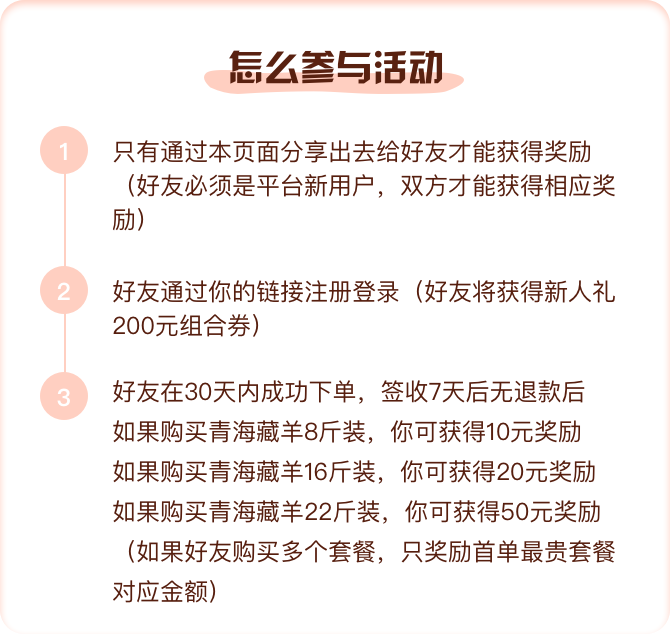 怎么参与活动
1
只有通过本页面分享出去给好友才能获得奖励
（好友必须是平台新用户，双方才能获得相应奖
励）
2
好友通过你的链接注册登录（好友将获得新人礼
200元组合券）
3
好友在30天内成功下单，签收7天后无退款后
如果购买青海藏羊8斤装，你可获得10元奖励
如果购买青海藏羊16斤装，你可获得20元奖励
如果购买青海藏羊22斤装，你可获得50元奖励
（如果好友购买多个套餐，只奖励首单最贵套餐
对应金额）